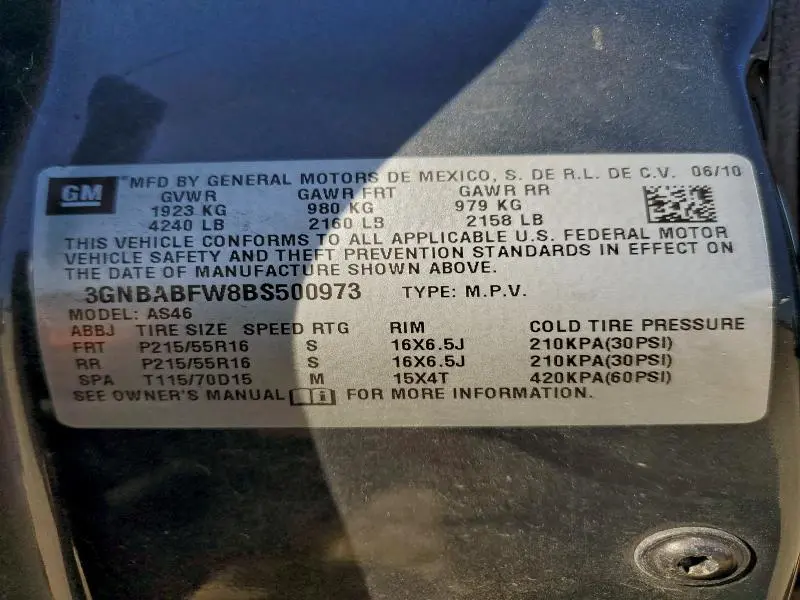 GM MFD BY GENERAL MOTORS DE MEXICO, S. DE R.L. DE C.V. 06/10
GVWR GAWR FRT GAWR RR
1923 KG 980 KG 979 KG
4240 LB 2160 LB 2158 LB
THIS VEHICLE CONFORMS TO ALL APPLICABLE U.S. FEDERAL MOTOR
VEHICLE SAFETY AND THEFT PREVENTION STANDARDS IN EFFECT ON
THE DATE OF MANUFACTURE SHOWN ABOVE.
3GNBABFW8BS500973 TYPE: M.P.V.
MODEL: AS46
ABBJ TIRE SIZE SPEED RTG RIM COLD TIRE PRESSURE
FRT P215/55R16 S 16X6.5J 210KPA(30PSI)
RR P215/55R16 S 16X6.5J 210KPA(30PSI)
SPA T115/70D15 M 15X4T 420KPA(60PSI)
SEE OWNER'S MANUAL FOR MORE INFORMATION.